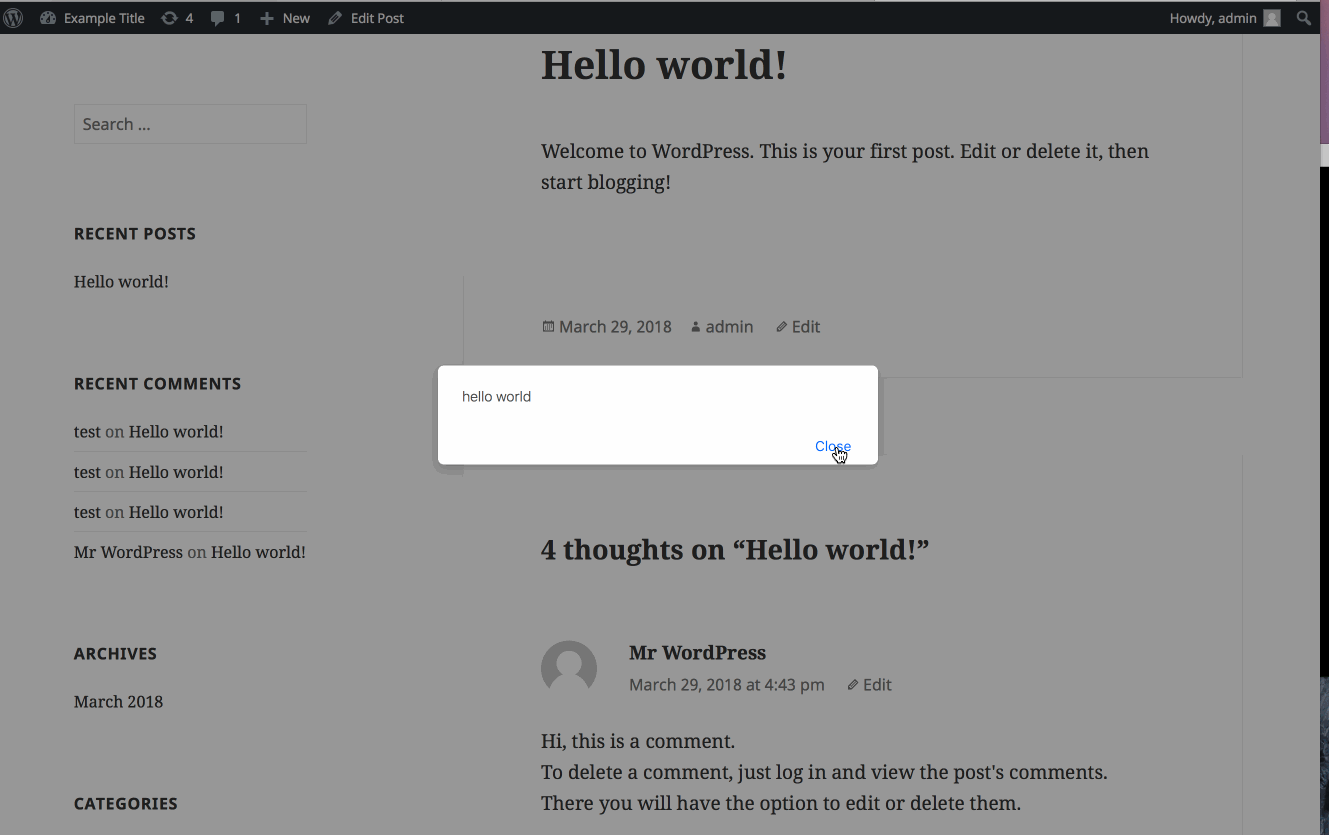 Example Title 4 1 New Edit Post Howdy, admin
Search ...
RECENT POSTS
Hello world!
RECENT COMMENTS
test on Hello world!
test on Hello world!
test on Hello world!
Mr WordPress on Hello world!
ARCHIVES
March 2018
CATEGORIES
Hello world!
Welcome to WordPress. This is your first post. Edit or delete it, then
start blogging!
March 29, 2018 admin Edit
hello world
Close
4 thoughts on “Hello world!”
Mr WordPress
March 29, 2018 at 4:43 pm Edit
Hi, this is a comment.
To delete a comment, just log in and view the post's comments.
There you will have the option to edit or delete them.